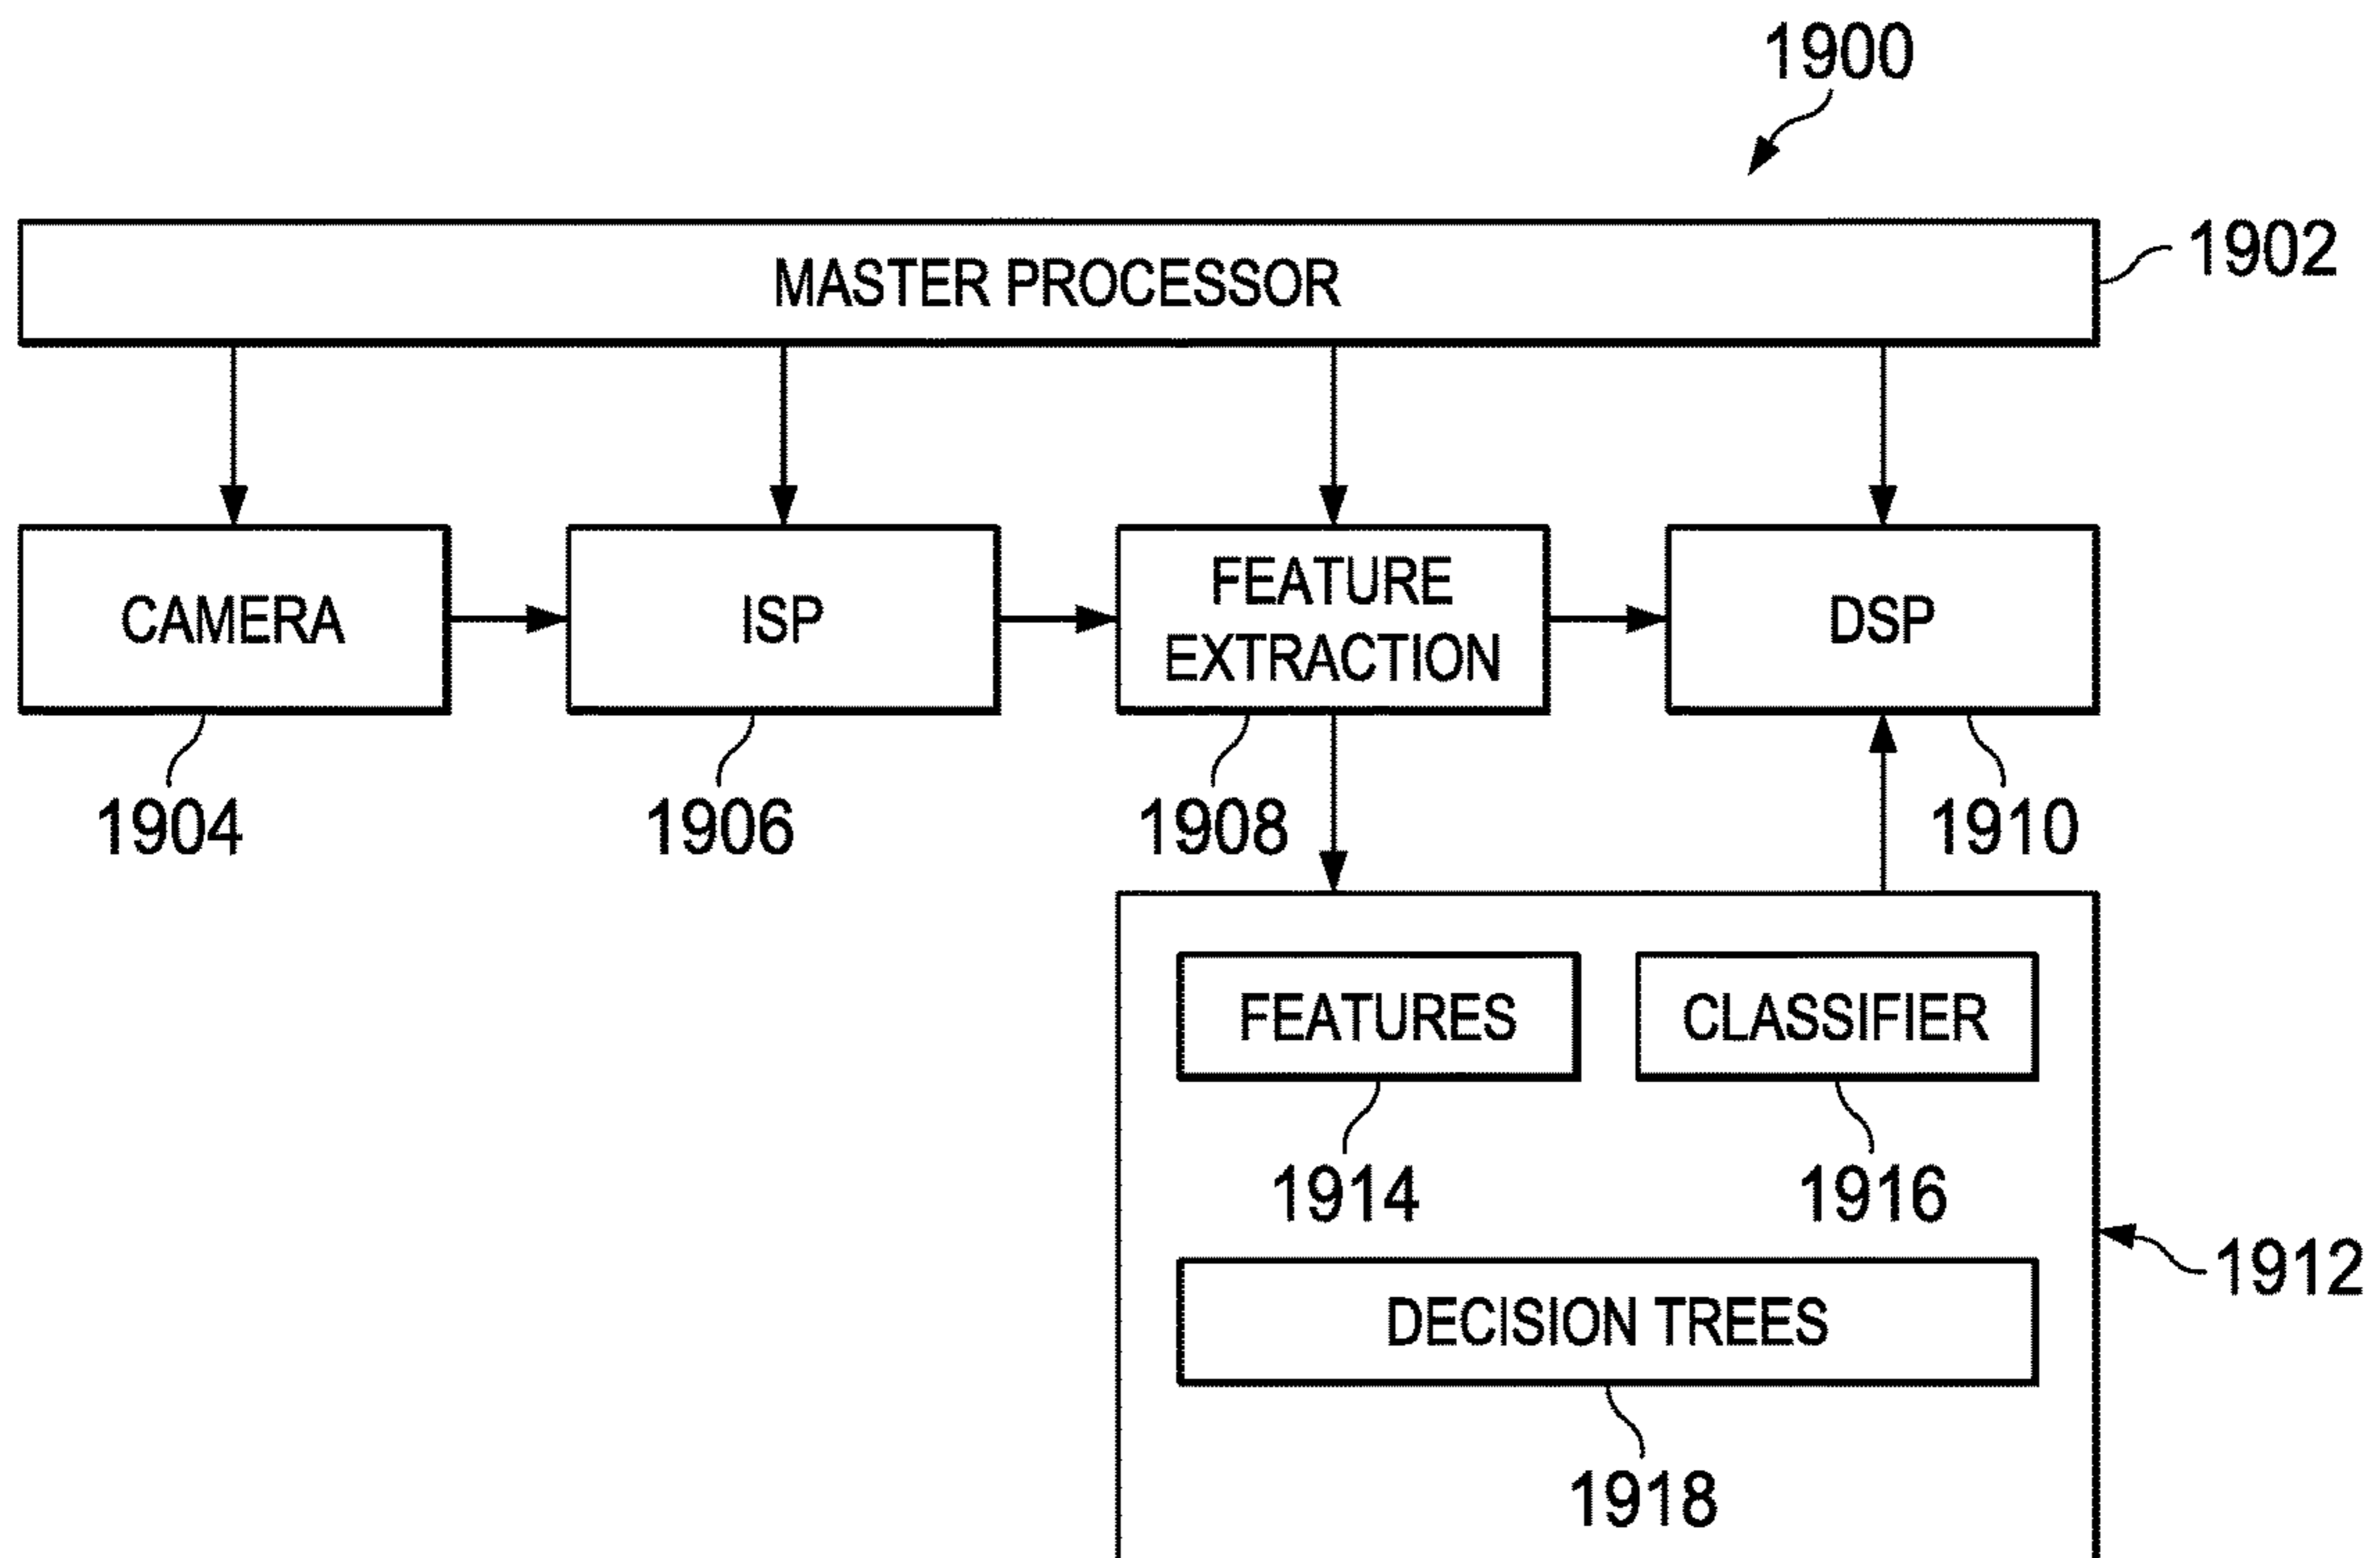 1900
MASTER PROCESSOR
1902
CAMERA
ISP
FEATURE
EXTRACTION
DSP
1904
1906
1908
1910
FEATURES
CLASSIFIER
1914
1916
1912
DECISION TREES
1918